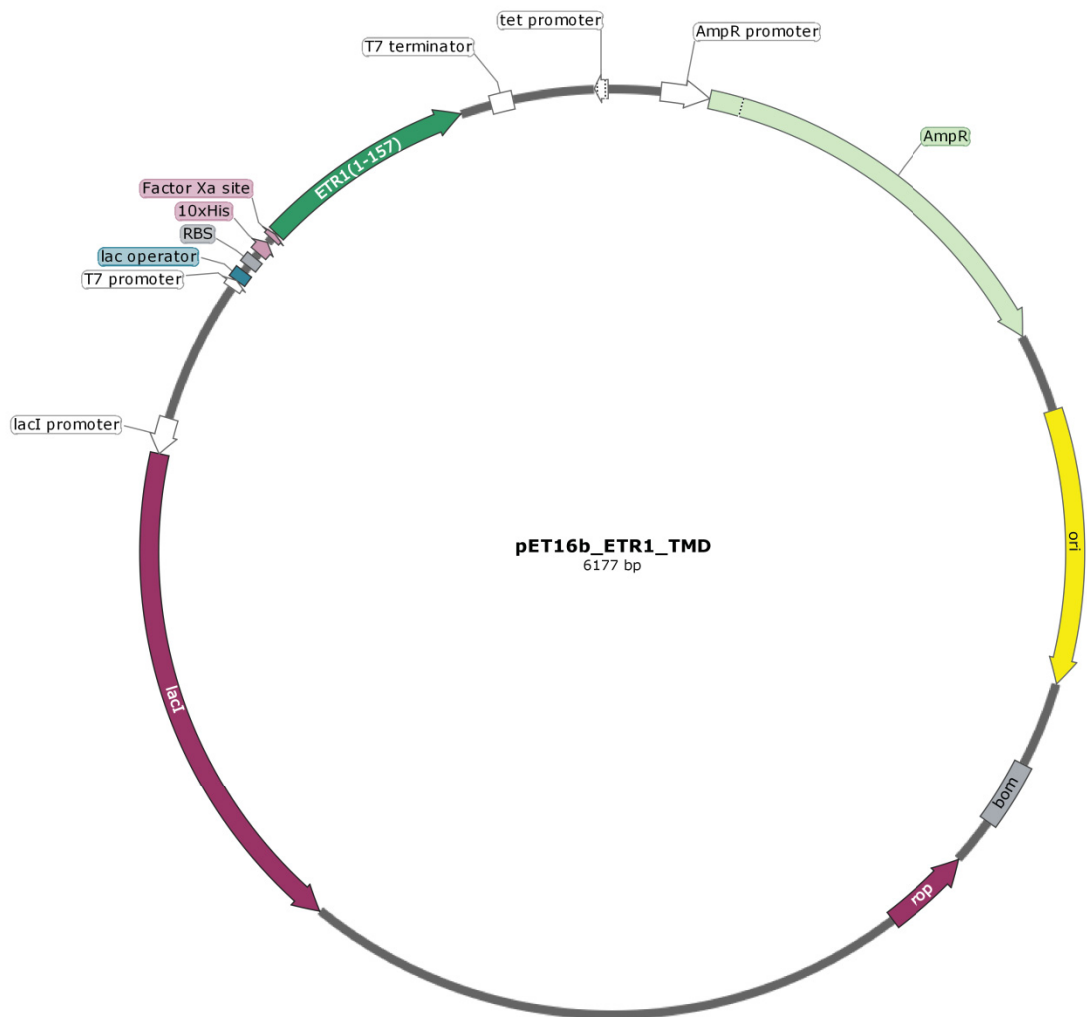 tet promoter
AmpR promoter
T7 terminator
AmpR
ETR1(1-157)
Factor Xa site
10xHis
RBS
lac operator
T7 promoter
lacI promoter
ori
pET16b_ETR1_TMD
6177 bp
lacI
bom
rop